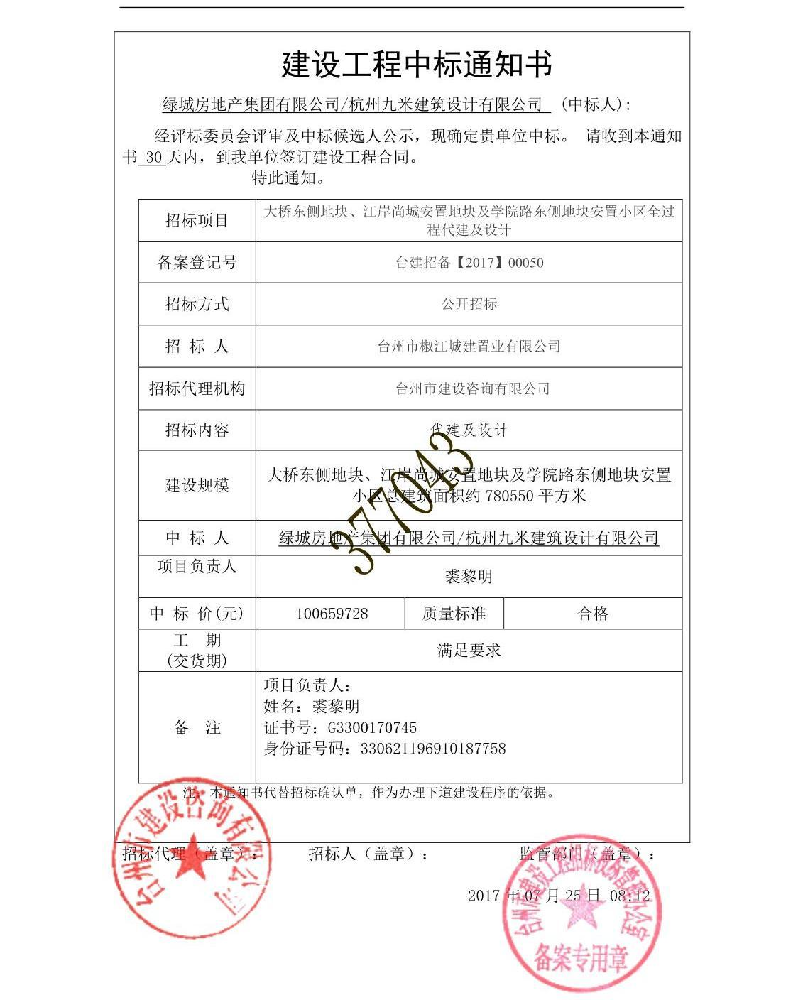 建设工程中标通知书
绿城房地产集团有限公司/杭州九米建筑设计有限公司 (中标人):
经评标委员会评审及中标候选人公示，现确定贵单位中标。 请收到本通知
书 30 天内，到我单位签订建设工程合同。
特此通知。
招标项目 大桥东侧地块、江岸尚城安置地块及学院路东侧地块安置小区全过
程代建及设计
备案登记号 台建招备【2017】00050
招标方式 公开招标
招 标 人 台州市椒江城建置业有限公司
招标代理机构 台州市建设咨询有限公司
招标内容 代建及设计
建设规模 大桥东侧地块、江岸尚城安置地块及学院路东侧地块安置
小区总建筑面积约 780550 平方米
377043
中 标 人 绿城房地产集团有限公司/杭州九米建筑设计有限公司
项目负责人 裘黎明
中 标 价(元) 100659728 质量标准 合格
工 期
(交货期) 满足要求
备 注
项目负责人:
姓名: 裘黎明
证书号: G3300170745
身份证号码: 330621196910187758
注: 本通知书代替招标确认单，作为办理下道建设程序的依据。
招标代理（盖章）: 招标人（盖章）: 监管部门（盖章）:
2017 年 07 月 25 日 08:12
台州市建设咨询有限公司
台州市建设工程招标投标管理办公室
备案专用章